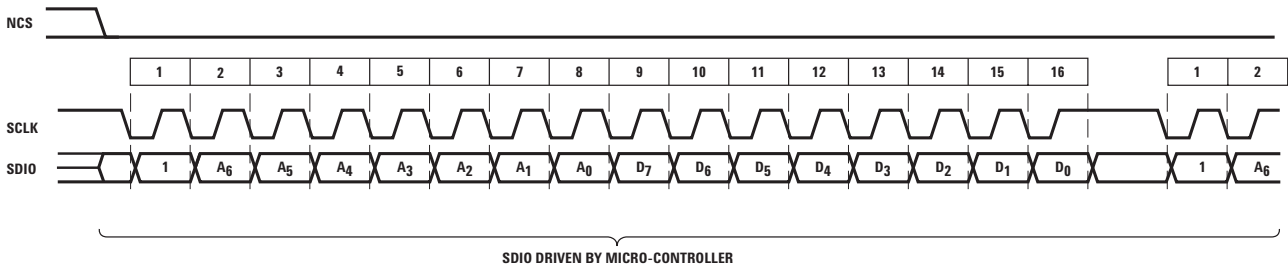 NCS
1 2 3 4 5 6 7 8 9 10 11 12 13 14 15 16 1 2
SCLK
SDIO 1 A6 A5 A4 A3 A2 A1 A0 D7 D6 D5 D4 D3 D2 D1 D0 1 A6
SDIO DRIVEN BY MICRO-CONTROLLER